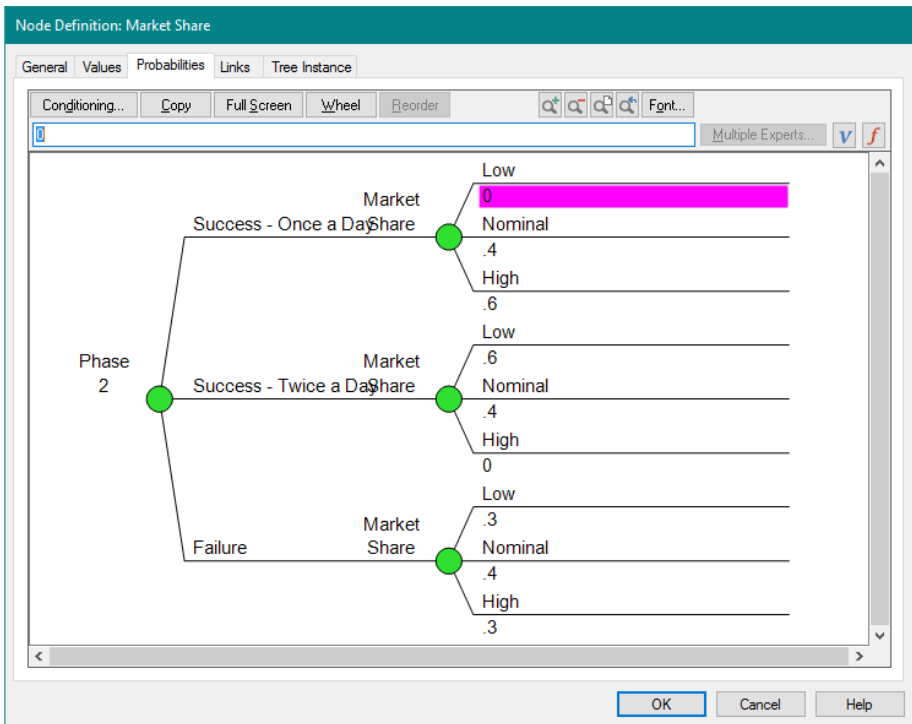 Node Definition: Market Share
General Values Probabilities Links Tree Instance
Conditioning... Copy Full Screen Wheel Reorder Font...
0 Multiple Experts... V f
Low
0
Market
Success - Once a Day Share Nominal
.4
High
.6
Low
.6
Phase Market
2 Success - Twice a Day Share Nominal
.4
High
0
Low
.3
Market
Failure Share Nominal
.4
High
.3
OK Cancel Help